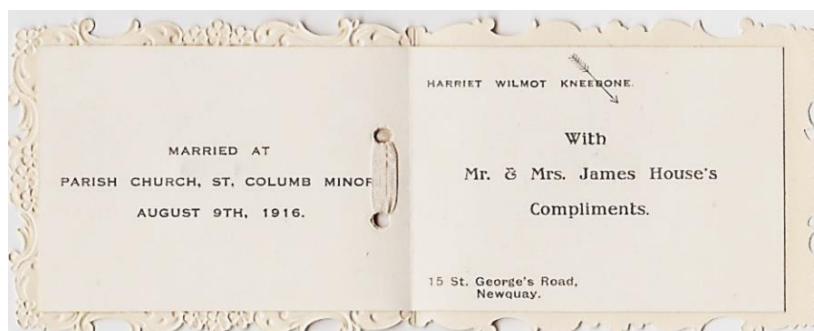 MARRIED AT
PARISH CHURCH, ST, COLUMB MINOR
AUGUST 9TH, 1916.
HARRIET WILMOT KNEEBONE.
With
Mr. & Mrs. James House's
Compliments.
15 St. George's Road,
Newquay.